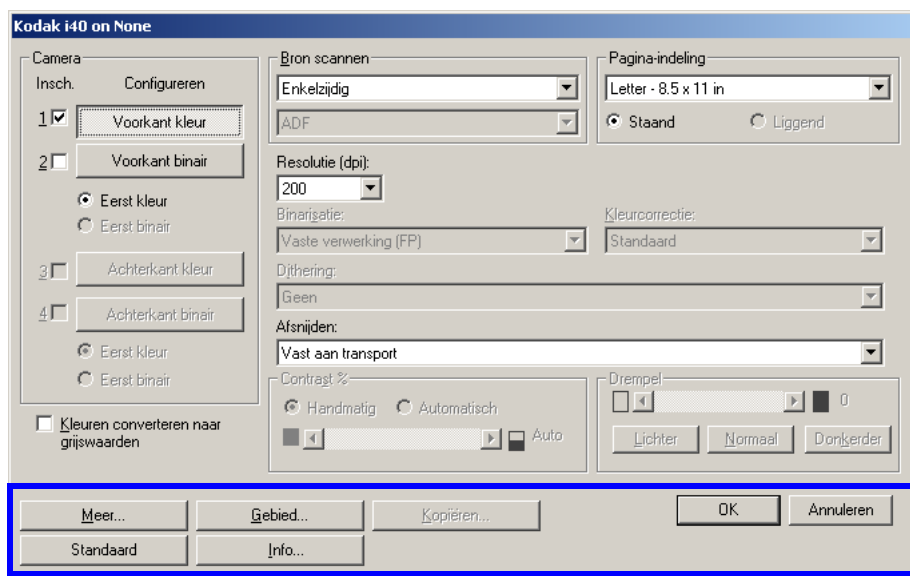 Kodak i40 on None
Camera
Insch. Configureren
1 Voorkant kleur
2 Voorkant binair
Eerst kleur
Eerst binair
3 Achterkant kleur
4 Achterkant binair
Eerst kleur
Eerst binair
Kleuren converteren naar
grijswaarden
Bron scannen
Enkelzijdig
ADF
Pagina-indeling
Letter - 8.5 x 11 in
Staand Liggend
Resolutie (dpi):
200
Binarisatie:
Vaste verwerking (FP)
Kleurcorrectie:
Standaard
Dithering:
Geen
Afsnijden:
Vast aan transport
Contrast %
Handmatig Automatisch
Auto
Drempel
0
Lichter Normaal Donkerder
Meer... Gebied... Kopiëren... OK Annuleren
Standaard Info...